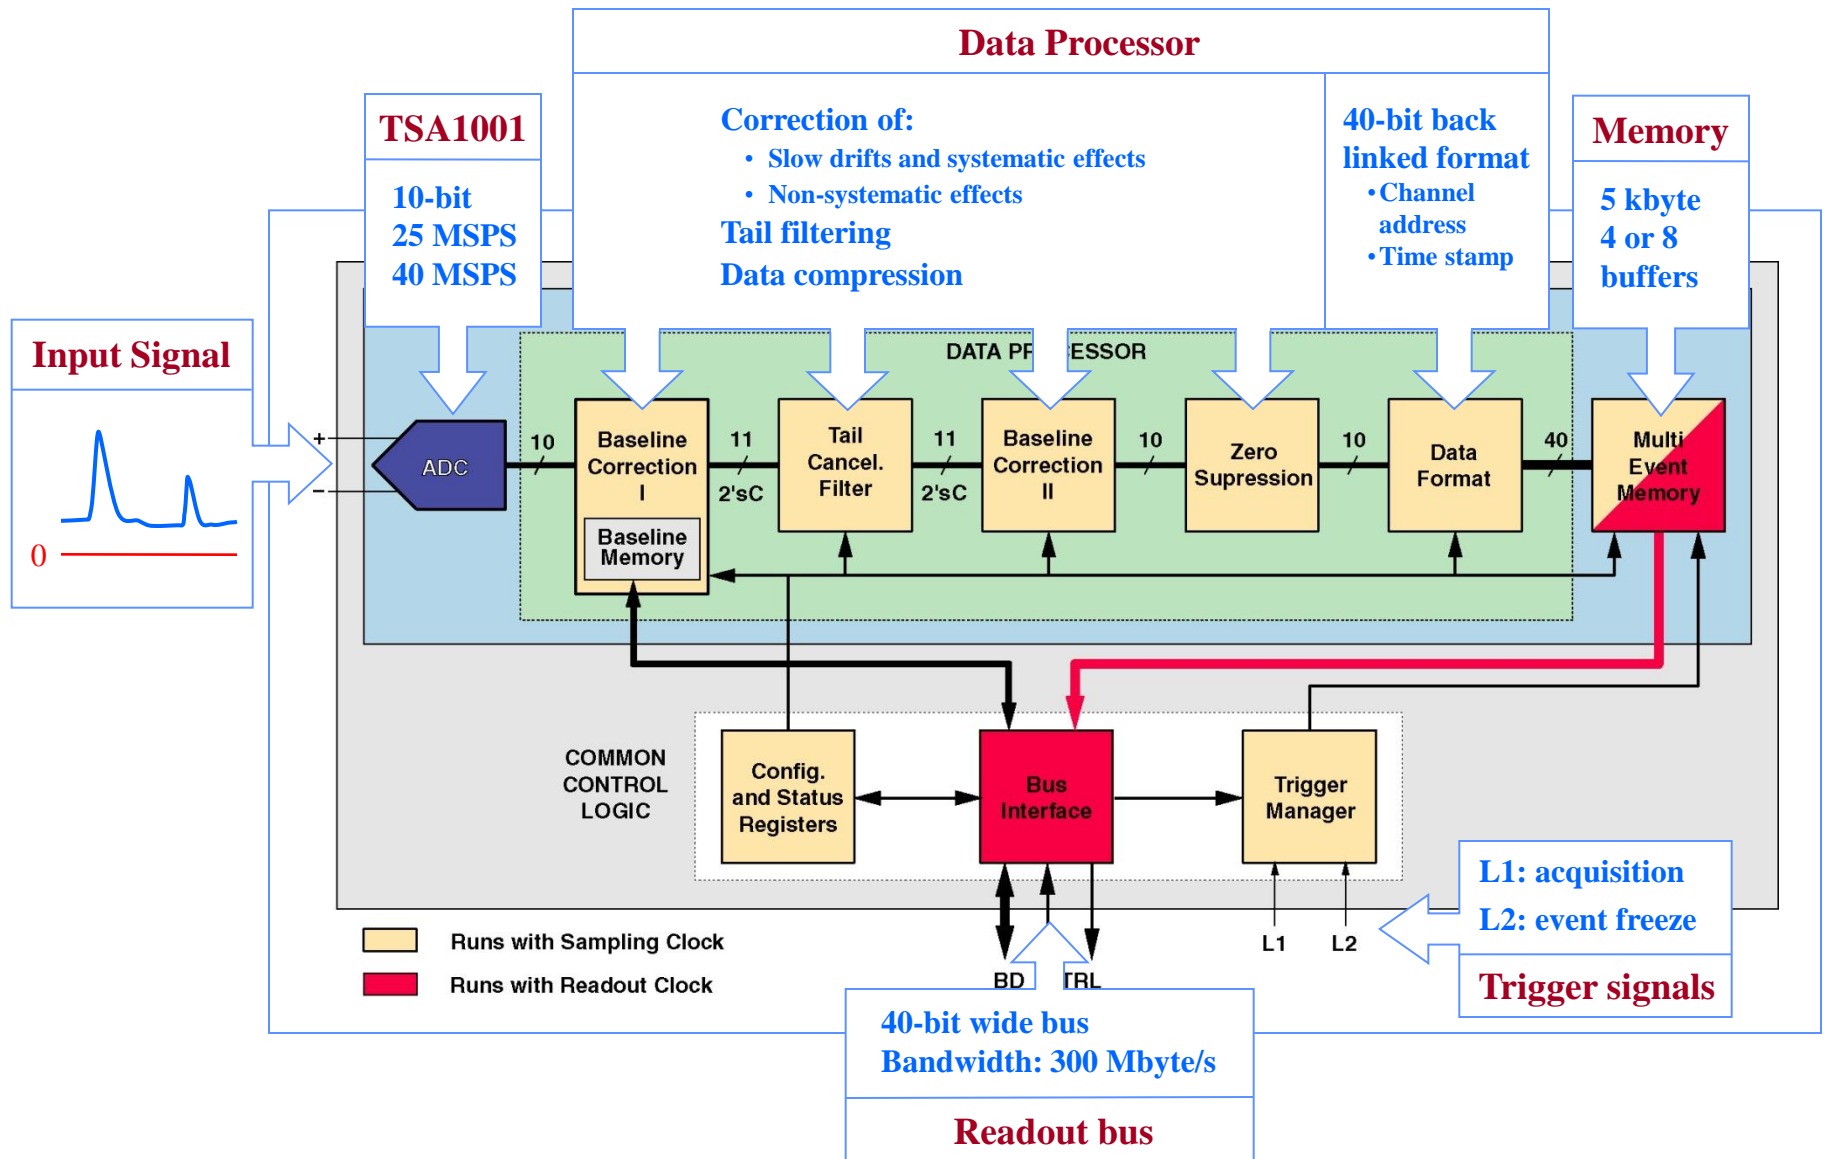 Data Processor
TSA1001
10-bit
25 MSPS
40 MSPS
Correction of:
• Slow drifts and systematic effects
• Non-systematic effects
Tail filtering
Data compression
40-bit back
linked format
• Channel
address
• Time stamp
Memory
5 kbyte
4 or 8
buffers
Input Signal
0
+
−
ADC
10
Baseline
Correction
I
Baseline
Memory
11
2'sC
Tail
Cancel.
Filter
11
2'sC
Baseline
Correction
II
10
Zero
Supression
10
Data
Format
40
Multi
Event
Memory
COMMON
CONTROL
LOGIC
Config.
and Status
Registers
Bus
Interface
Trigger
Manager
L1
L2
L1: acquisition
L2: event freeze
Trigger signals
Runs with Sampling Clock
Runs with Readout Clock
BD
TRL
40-bit wide bus
Bandwidth: 300 Mbyte/s
Readout bus
DATA PR ESSOR